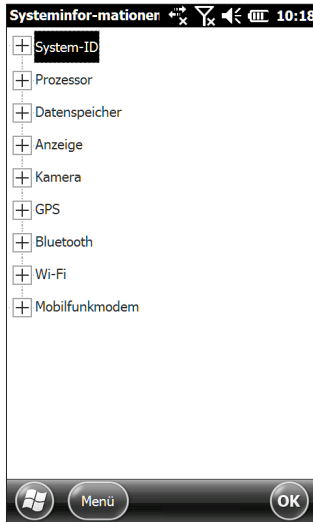 Systeminfor-mationen 10:18
System-ID
Prozessor
Datenspeicher
Anzeige
Kamera
GPS
Bluetooth
Wi-Fi
Mobilfunkmodem
Menü OK